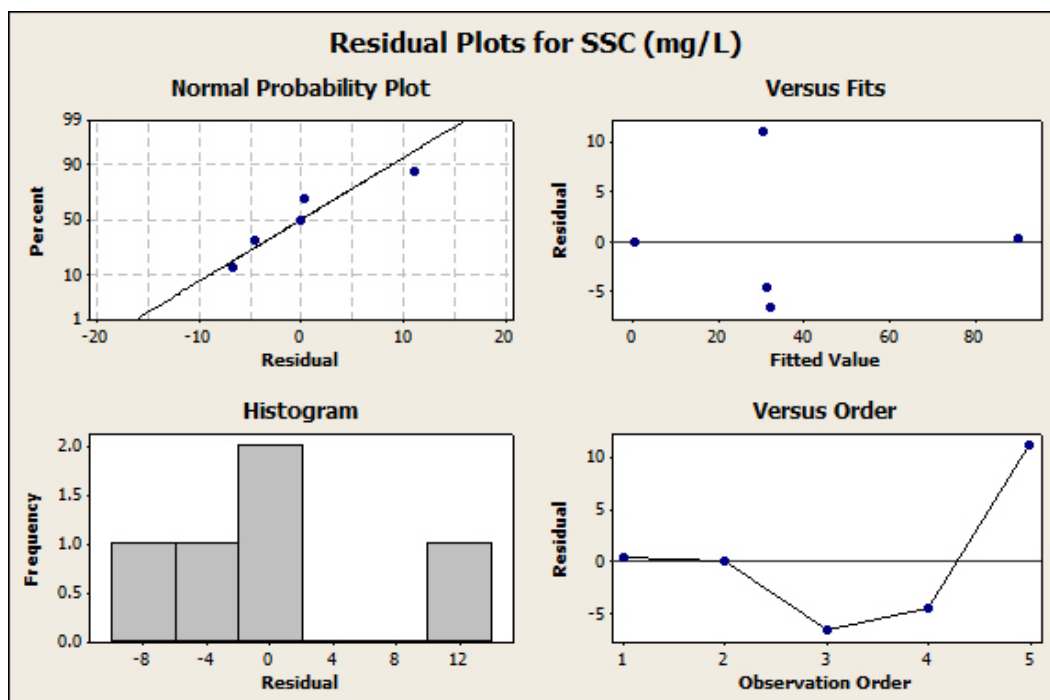 Residual Plots for SSC (mg/L)
Normal Probability Plot
99
90
50
10
1
Percent
-20 -10 0 10 20
Residual
Versus Fits
10
5
0
-5
Residual
0 20 40 60 80
Fitted Value
Histogram
2.0
1.5
1.0
0.5
0.0
Frequency
-8 -4 0 4 8 12
Residual
Versus Order
10
5
0
-5
Residual
1 2 3 4 5
Observation Order